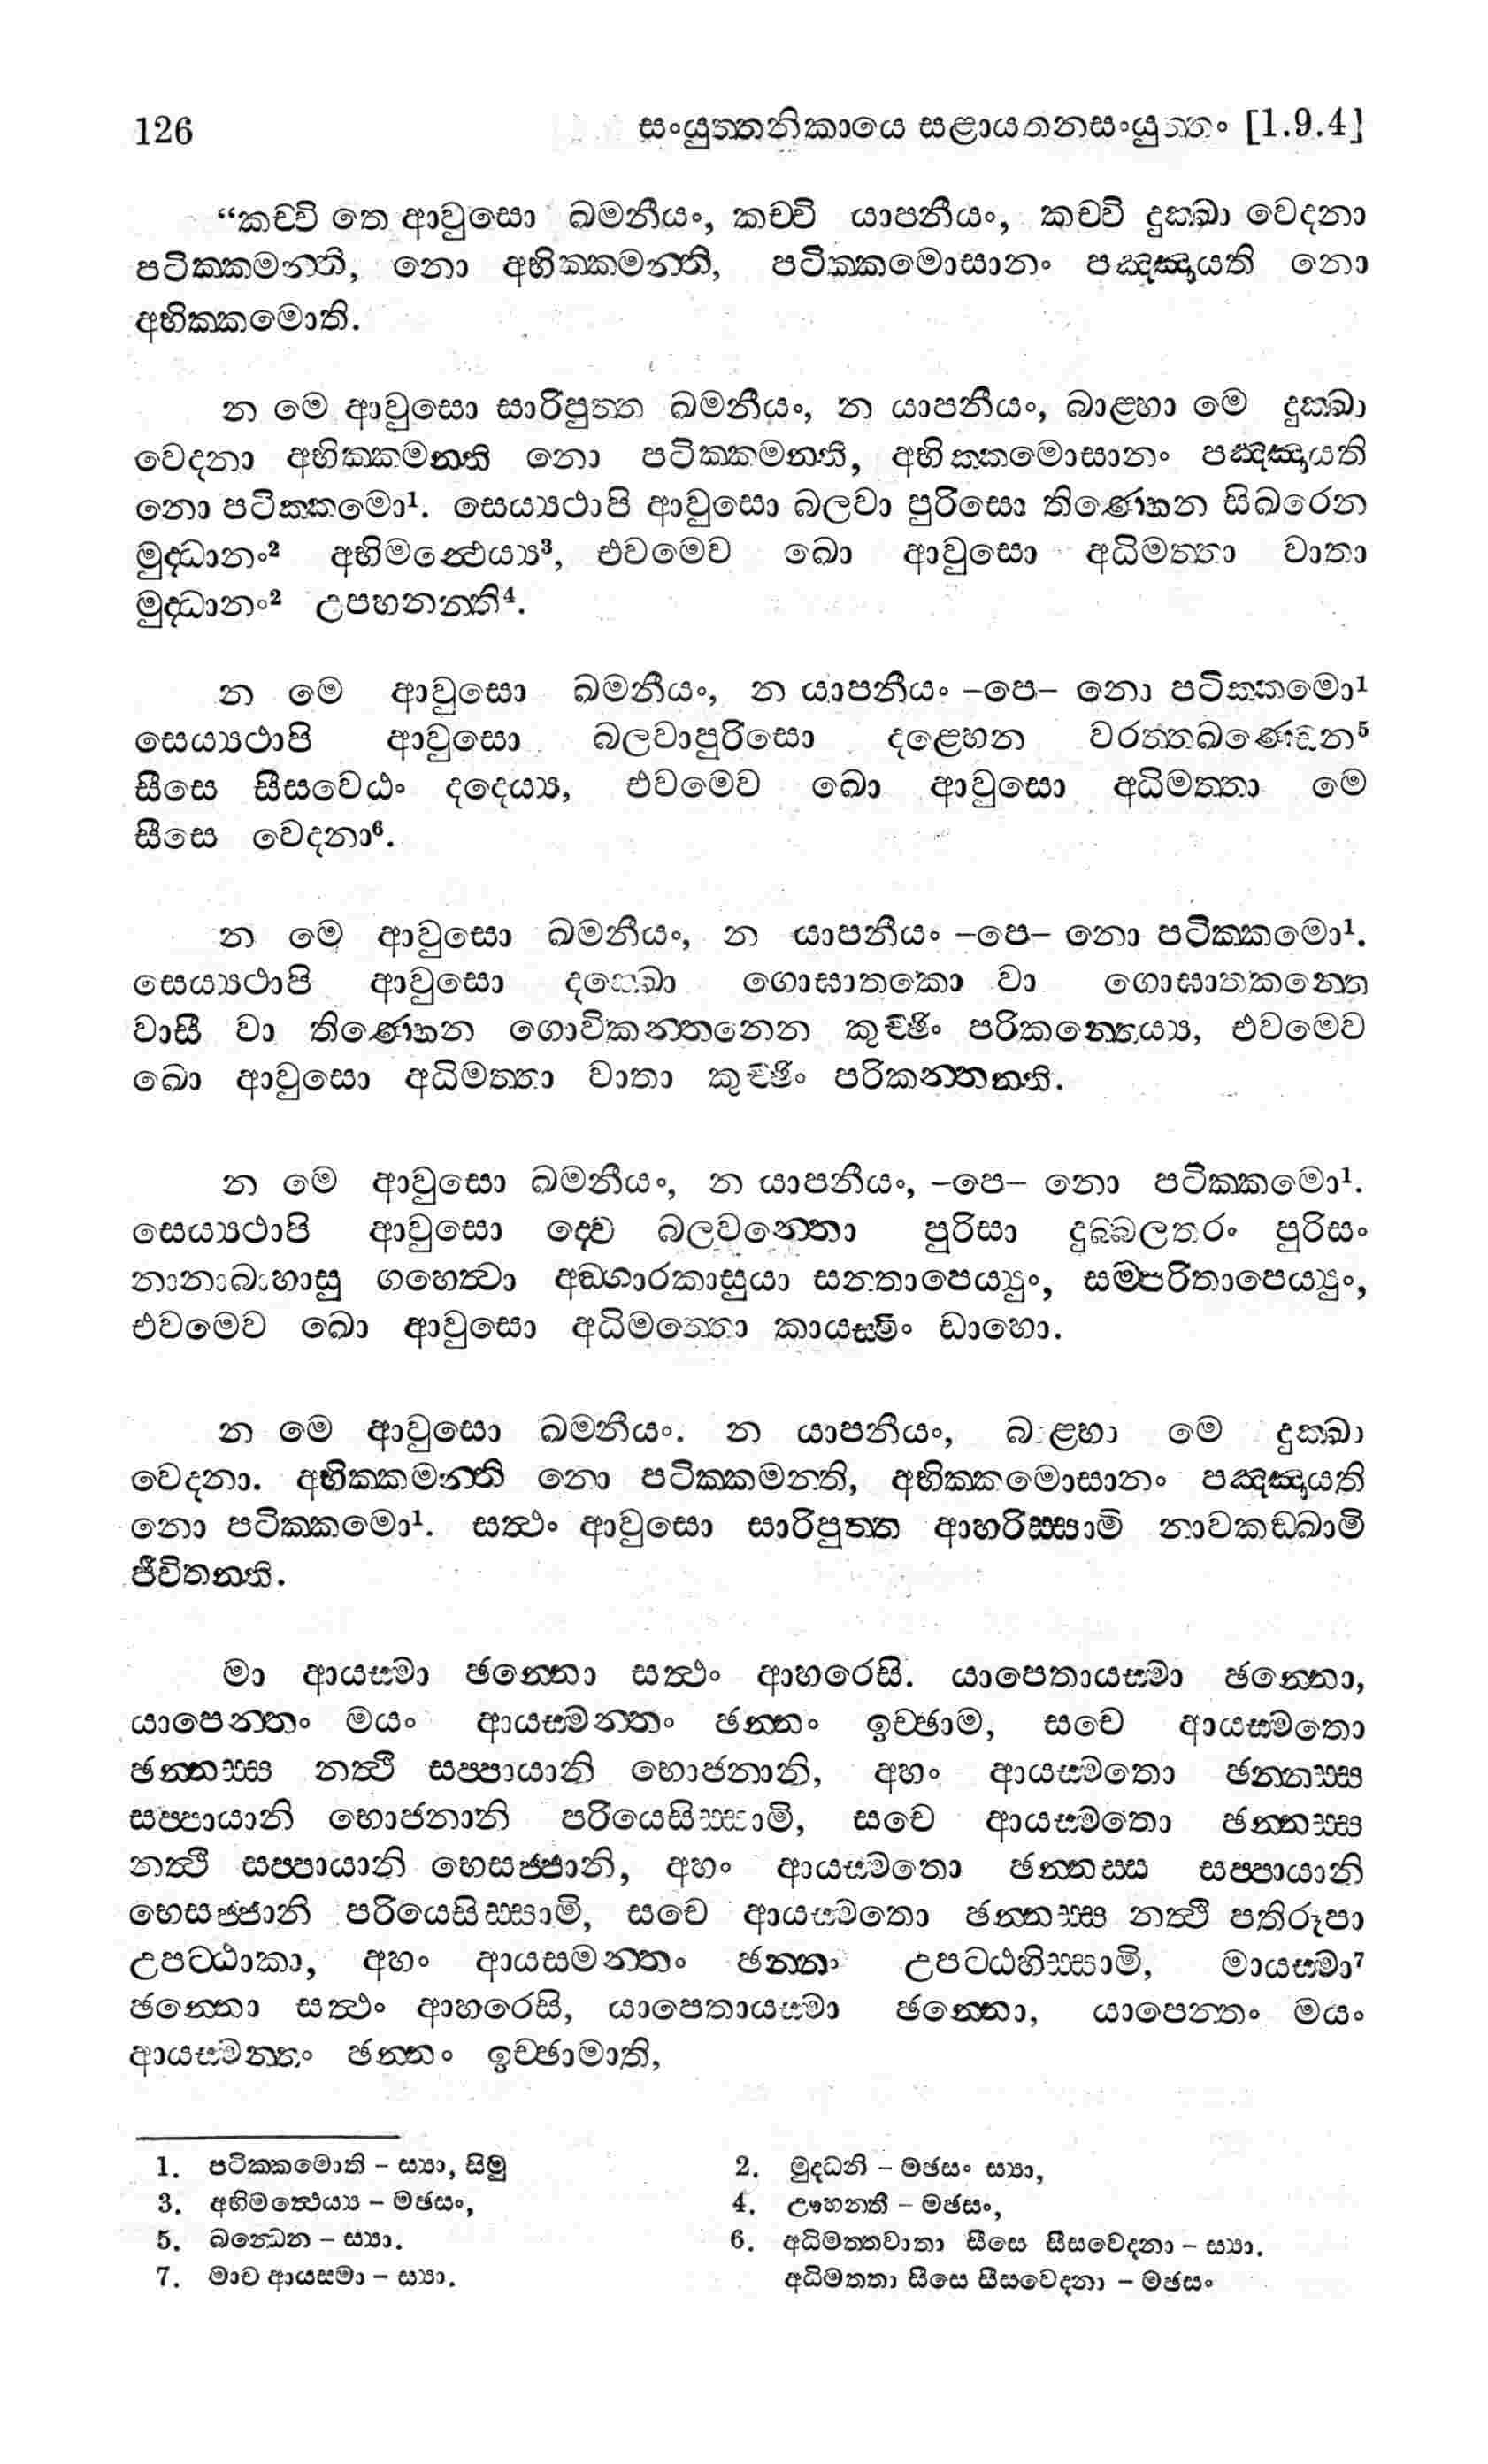 126 සංයුත්තනිකායෙ සළායතනසංයුත්තං [1.9.4]
“කච්චි තෙ ආවුසො ඛමනීයං, කච්චි යාපනීයං, කච්චි දුක්ඛා වෙදනා
පටික්කමන්ති, නො අභික්කමන්ති, පටික්කමොසානං පඤ්ඤායති නො
අභික්කමොති.
න මෙ ආවුසො සාරිපුත්ත ඛමනීයං, න යාපනීයං, බාළ්හා මෙ දුක්ඛා
වෙදනා අභික්කමන්ති නො පටික්කමන්ති, අභික්කමොසානං පඤ්ඤායති
නො පටික්කමො¹. සෙය්‍යථාපි ආවුසො බලවා පුරිසො තිණ්හෙන සිඛරෙන
මුද්ධානං² අභිමන්ථෙය්‍ය³, එවමෙව ඛො ආවුසො අධිමත්තා වාතා
මුද්ධානං² උපහනන්ති⁴.
න මෙ ආවුසො ඛමනීයං, න යාපනීයං –පෙ– නො පටික්කමො¹
සෙය්‍යථාපි ආවුසො බලවාපුරිසො දළ්හෙන වරත්තඛණ්ඩෙන⁵
සීසෙ සීසවෙඨං දදෙය්‍ය, එවමෙව ඛො ආවුසො අධිමත්තා මෙ
සීසෙ වෙදනා⁶.
න මෙ ආවුසො ඛමනීයං, න යාපනීයං –පෙ– නො පටික්කමො¹.
සෙය්‍යථාපි ආවුසො දක්ඛො ගොඝාතකො වා ගොඝාතකන්තෙ
වාසී වා තිණ්හෙන ගොවිකන්තනෙන කුච්ඡිං පරිකන්තෙය්‍ය, එවමෙව
ඛො ආවුසො අධිමත්තා වාතා කුච්ඡිං පරිකන්තන්ති.
න මෙ ආවුසො ඛමනීයං, න යාපනීයං, –පෙ– නො පටික්කමො¹.
සෙය්‍යථාපි ආවුසො ද්වෙ බලවන්තො පුරිසා දුබ්බලතරං පුරිසං
නානාබාහාසු ගහෙත්වා අඞ්ගාරකාසුයා සන්තාපෙය්‍යුං, සම්පරිතාපෙය්‍යුං,
එවමෙව ඛො ආවුසො අධිමත්තො කායස්මිං ඩාහො.
න මෙ ආවුසො ඛමනීයං. න යාපනීයං, බාළ්හා මෙ දුක්ඛා
වෙදනා. අභික්කමන්ති නො පටික්කමන්ති, අභික්කමොසානං පඤ්ඤායති
නො පටික්කමො¹. සත්ථං ආවුසො සාරිපුත්ත ආහරිස්සාමි නාවකඞ්ඛාමි
ජීවිතන්ති.
මා ආයස්මා ඡන්නො සත්ථං ආහරෙසි. යාපෙතායස්මා ඡන්නො,
යාපෙන්තං මයං ආයස්මන්තං ඡන්නං ඉච්ඡාම, සචෙ ආයස්මතො
ඡන්නස්ස නත්ථි සප්පායානි භොජනානි, අහං ආයස්මතො ඡන්නස්ස
සප්පායානි භොජනානි පරියෙසිස්සාමි, සචෙ ආයස්මතො ඡන්නස්ස
නත්ථි සප්පායානි භෙසජ්ජානි, අහං ආයස්මතො ඡන්නස්ස සප්පායානි
භෙසජ්ජානි පරියෙසිස්සාමි, සචෙ ආයස්මතො ඡන්නස්ස නත්ථි පතිරූපා
උපට්ඨාකා, අහං ආයස්මන්තං ඡන්නං උපට්ඨහිස්සාමි, මායස්මා⁷
ඡන්නො සත්ථං ආහරෙසි, යාපෙතායස්මා ඡන්නො, යාපෙන්තං මයං
ආයස්මන්තං ඡන්නං ඉච්ඡාමාති,
1. පටික්කමොති – ස්‍යා, සිමු 2. මුද්ධනි – මඡසං ස්‍යා,
3. අභිමත්ථෙය්‍ය – මඡසං, 4. ඌහනන්ති – මඡසං,
5. බන්ධෙන – ස්‍යා. 6. අධිමත්තවාතා සීසෙ සීසවෙදනා – ස්‍යා.
7. මාච ආයස්මා – ස්‍යා. අධිමත්තා සීසෙ සීසවෙදනා – මඡසං